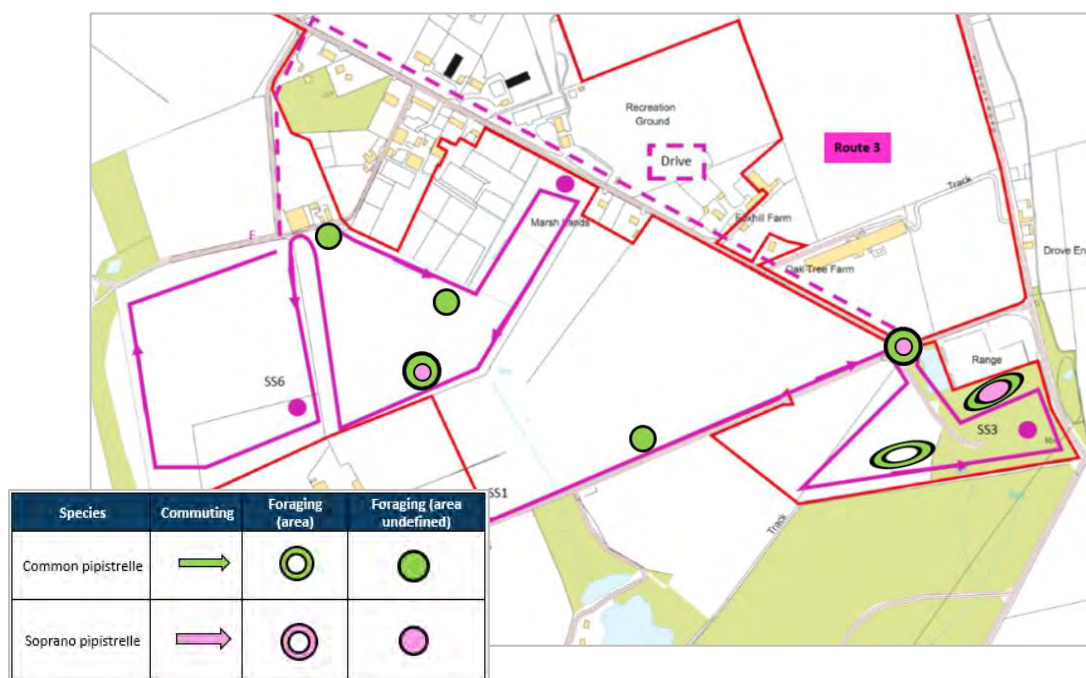 Recreation
Ground
Route 3
Drive
Track
Marsh Lands
Foxhill Farm
Oak Tree Farm
Drove En
F
Range
SS6
SS3
SS1
Track
Species
Commuting
Foraging
(area)
Foraging (area
undefined)
Common pipistrelle
Soprano pipistrelle